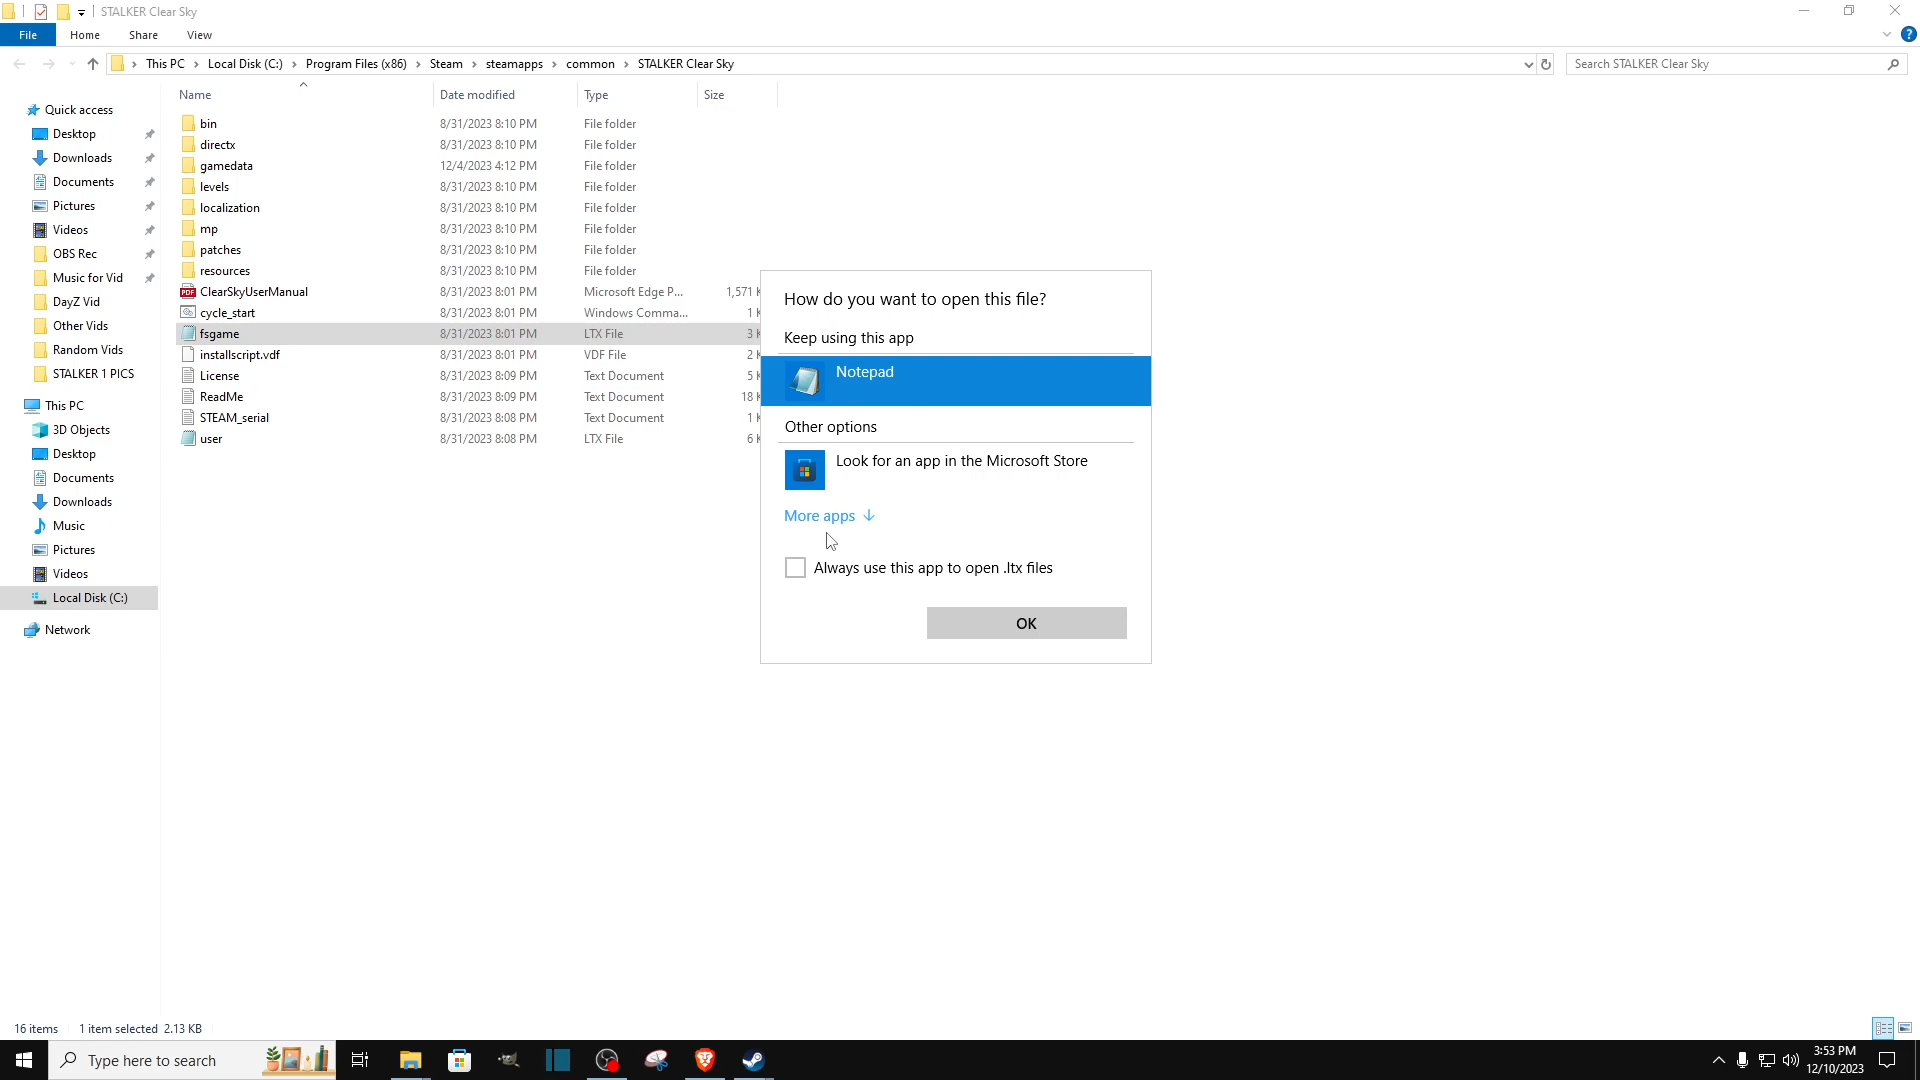 STALKER Clear Sky
File Home Share View
This PC Local Disk (C:) Program Files (x86) Steam steamapps common STALKER Clear Sky
Search STALKER Clear Sky
Name Date modified Type Size
Quick access
Desktop
Downloads
Documents
Pictures
Videos
OBS Rec
Music for Vid
DayZ Vid
Other Vids
Random Vids
STALKER 1 PICS
This PC
3D Objects
Desktop
Documents
Downloads
Music
Pictures
Videos
Local Disk (C:)
Network
bin 8/31/2023 8:10 PM File folder
directx 8/31/2023 8:10 PM File folder
gamedata 12/4/2023 4:12 PM File folder
levels 8/31/2023 8:10 PM File folder
localization 8/31/2023 8:10 PM File folder
mp 8/31/2023 8:10 PM File folder
patches 8/31/2023 8:10 PM File folder
resources 8/31/2023 8:10 PM File folder
PDF ClearSkyUserManual 8/31/2023 8:01 PM Microsoft Edge P... 1,571 K
cycle_start 8/31/2023 8:01 PM Windows Comma... 1 K
fsgame 8/31/2023 8:01 PM LTX File 3 K
installscript.vdf 8/31/2023 8:01 PM VDF File 2 K
License 8/31/2023 8:09 PM Text Document 5 K
ReadMe 8/31/2023 8:09 PM Text Document 18 K
STEAM_serial 8/31/2023 8:08 PM Text Document 1 K
user 8/31/2023 8:08 PM LTX File 6 K
How do you want to open this file?
Keep using this app
Notepad
Other options
Look for an app in the Microsoft Store
More apps
Always use this app to open .ltx files
OK
16 items 1 item selected 2.13 KB
Type here to search
3:53 PM
12/10/2023